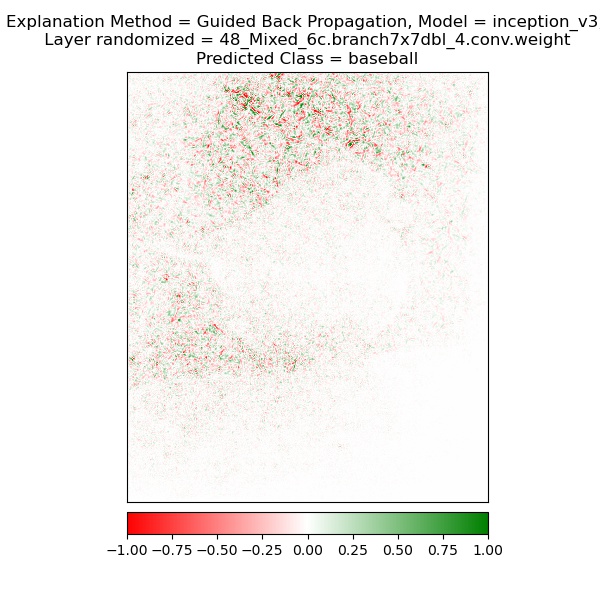 Explanation Method = Guided Back Propagation, Model = inception_v3
Layer randomized = 48_Mixed_6c.branch7x7dbl_4.conv.weight
Predicted Class = baseball
−1.00 −0.75 −0.50 −0.25 0.00 0.25 0.50 0.75 1.00